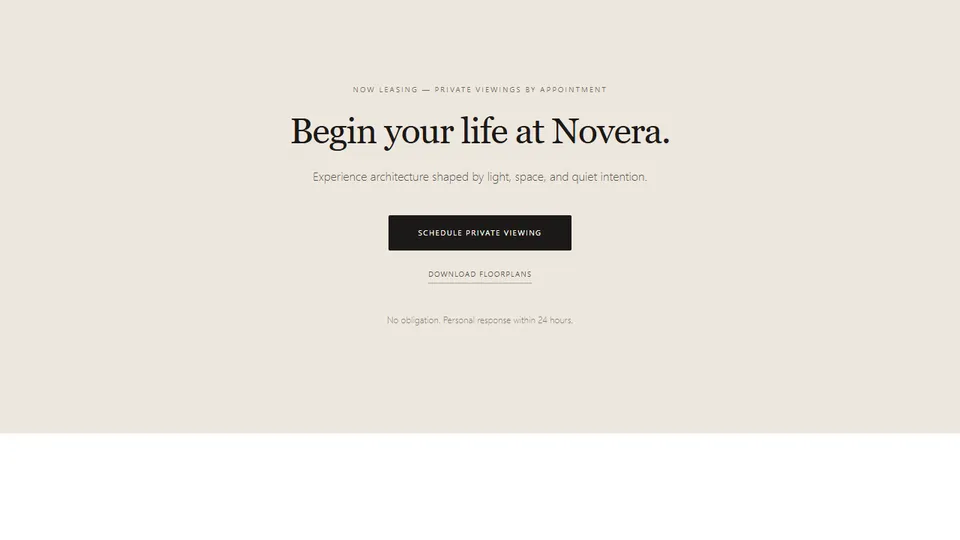 NOW LEASING — PRIVATE VIEWINGS BY APPOINTMENT
Begin your life at Novera.
Experience architecture shaped by light, space, and quiet intention.
SCHEDULE PRIVATE VIEWING
DOWNLOAD FLOORPLANS
No obligation. Personal response within 24 hours.